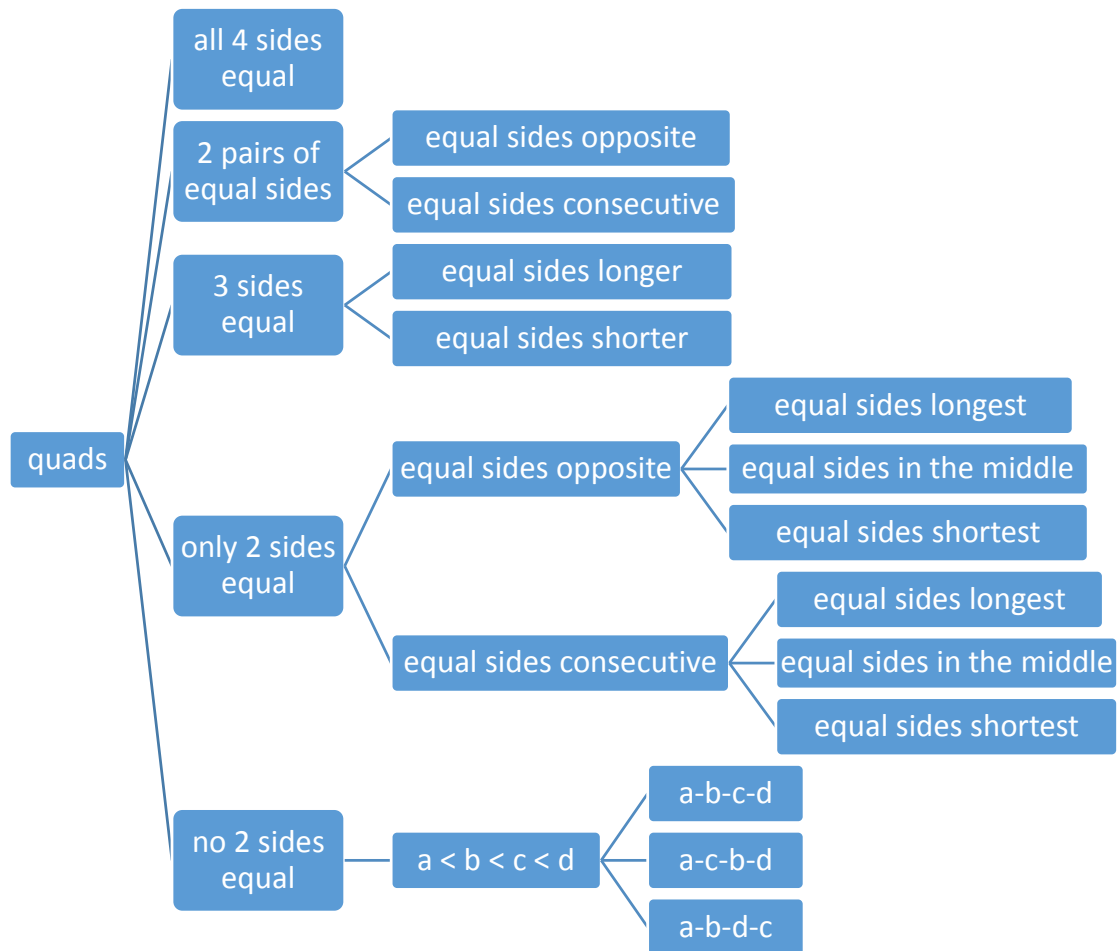 quads
all 4 sides
equal
2 pairs of
equal sides
equal sides opposite
equal sides consecutive
3 sides
equal
equal sides longer
equal sides shorter
only 2 sides
equal
equal sides opposite
equal sides longest
equal sides in the middle
equal sides shortest
equal sides consecutive
equal sides longest
equal sides in the middle
equal sides shortest
no 2 sides
equal
a < b < c < d
a-b-c-d
a-c-b-d
a-b-d-c